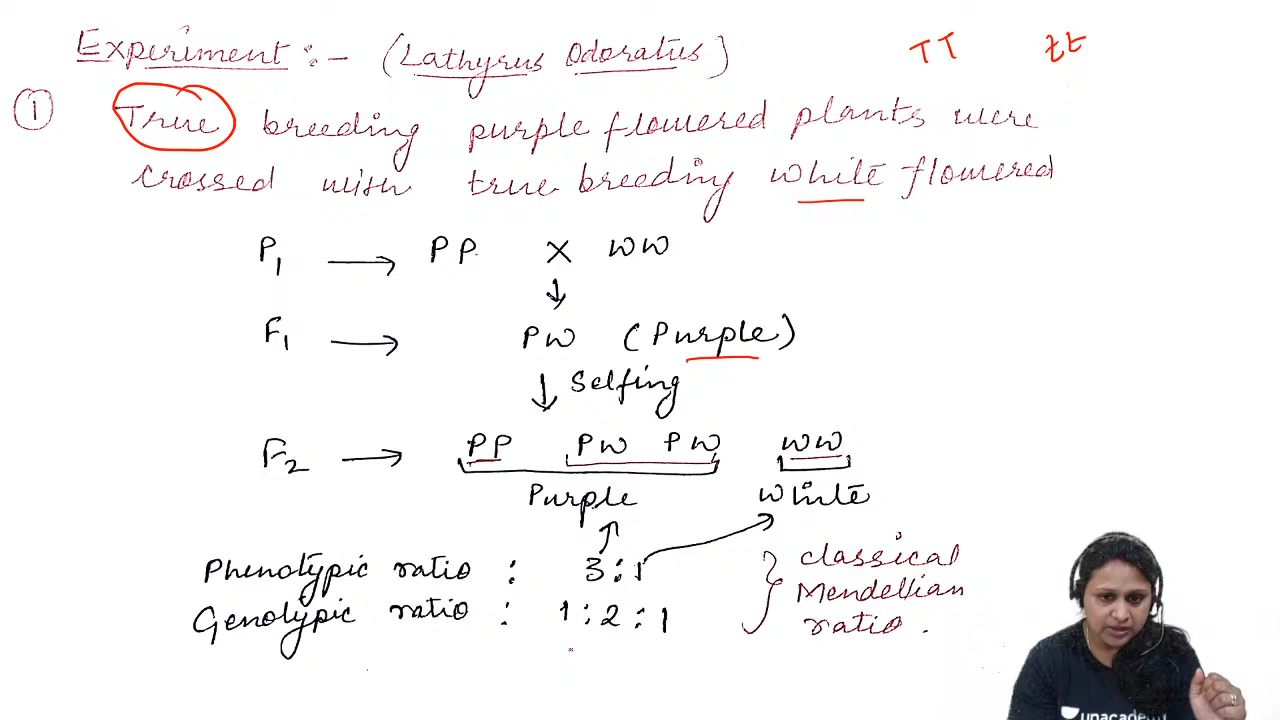 Experiment :- (Lathyrus Odoratus)
TT tt
① True breeding purple flowered plants were
crossed with true breeding white flowered
P1 → PP X WW
F1 → PW (Purple)
Selfing
F2 → PP PW PW WW
Purple White
Phenotypic ratio : 3:1
Genotypic ratio : 1:2:1
classical
Mendellian
ratio.
unacademy